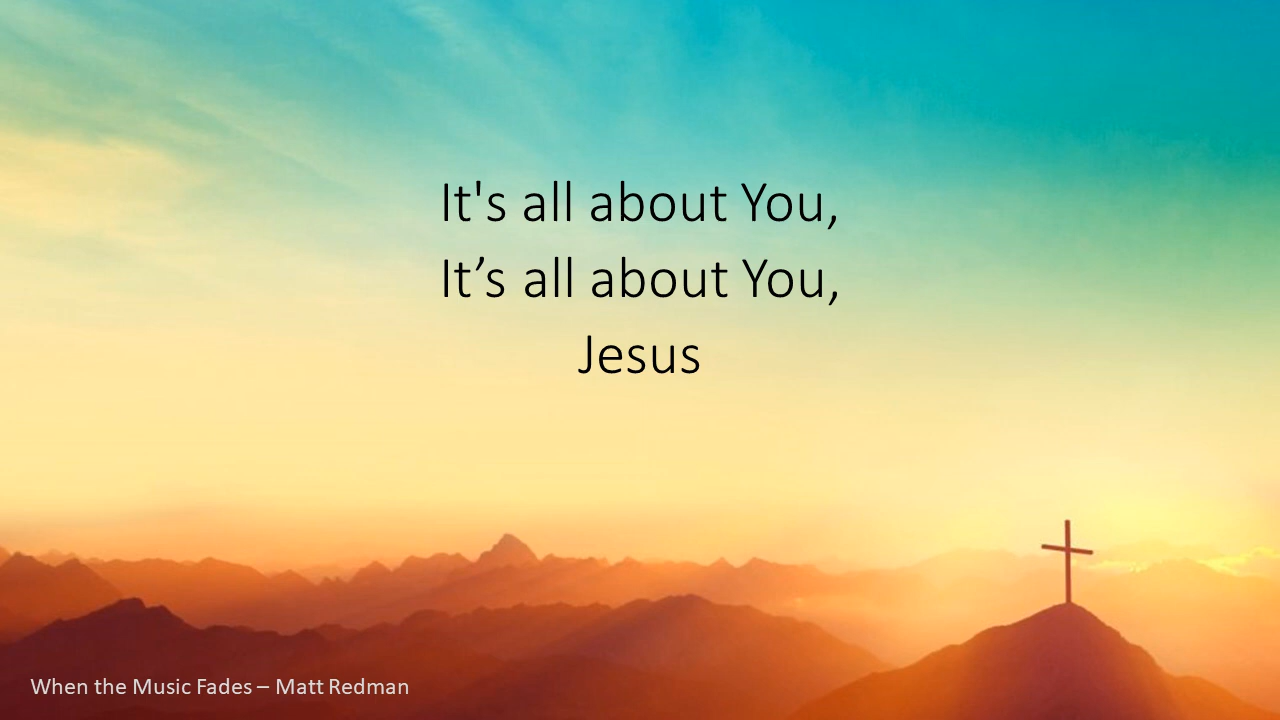 It's all about You,
It’s all about You,
Jesus
When the Music Fades – Matt Redman